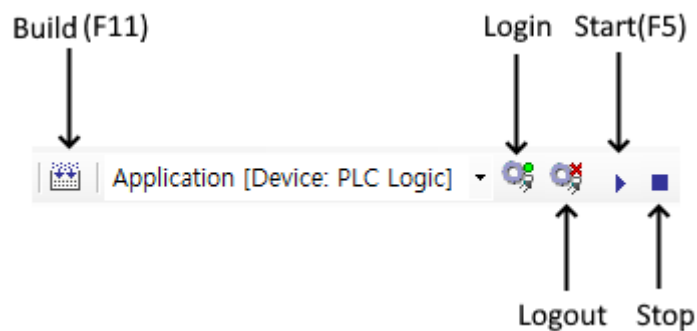 Build (F11)
Login
Start(F5)
Application [Device: PLC Logic]
Logout
Stop